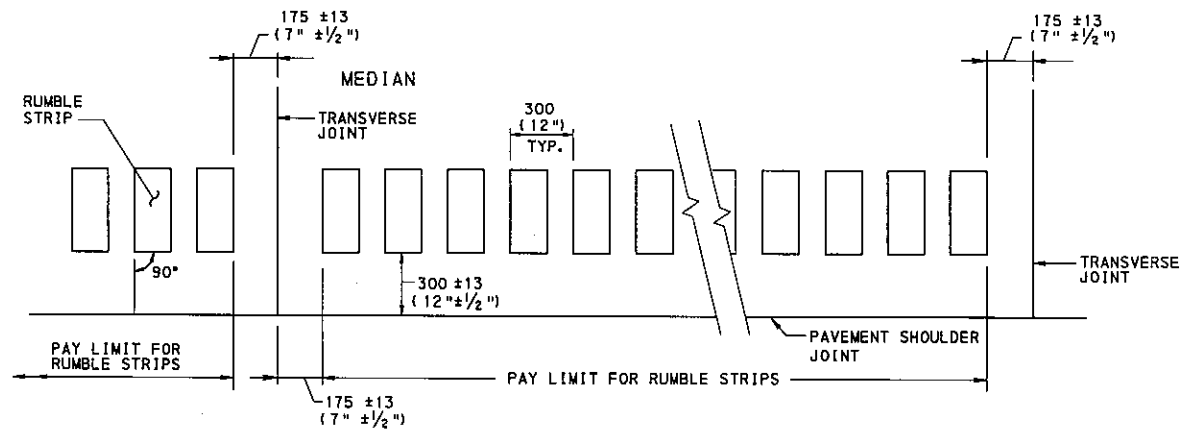 175 ±13
(7" ±1/2")
175 ±13
(7" ±1/2")
MEDIAN
RUMBLE
STRIP
TRANSVERSE
JOINT
300
(12")
TYP.
90°
300 ±13
(12"±1/2")
TRANSVERSE
JOINT
PAVEMENT SHOULDER
JOINT
PAY LIMIT FOR
RUMBLE STRIPS
PAY LIMIT FOR RUMBLE STRIPS
175 ±13
(7" ±1/2")